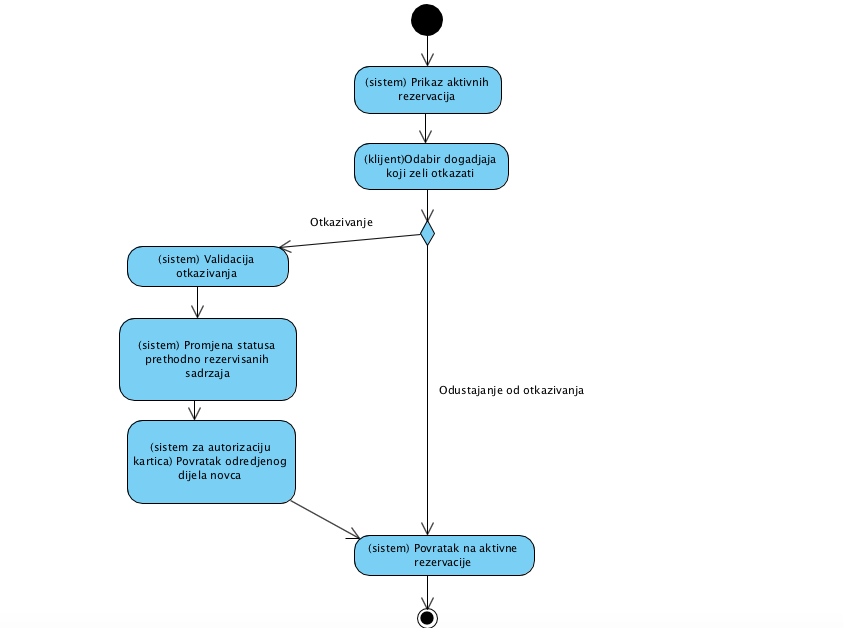 (sistem) Prikaz aktivnih
rezervacija
(klijent)Odabir dogadjaja
koji zeli otkazati
Otkazivanje
(sistem) Validacija
otkazivanja
(sistem) Promjena statusa
prethodno rezervisanih
sadrzaja
Odustajanje od otkazivanja
(sistem za autorizaciju
kartica) Povratak odredjenog
dijela novca
(sistem) Povratak na aktivne
rezervacije